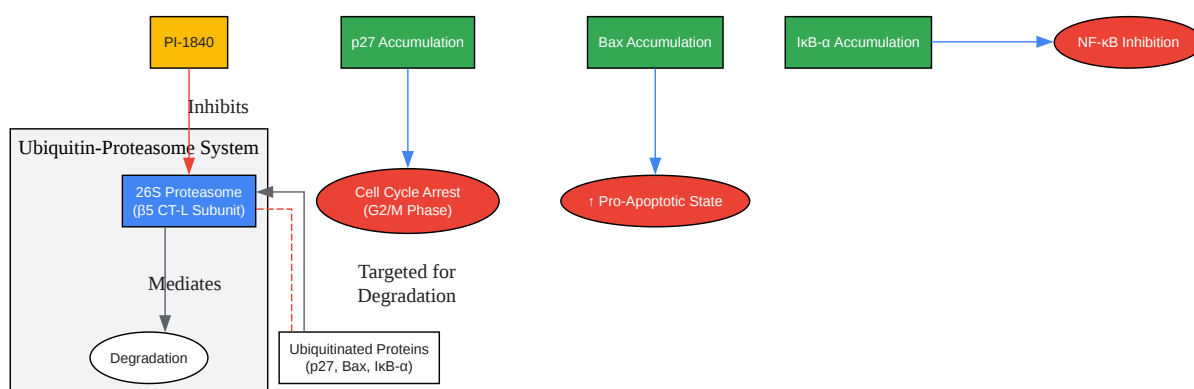 PI-1840
p27 Accumulation
Bax Accumulation
IκB-α Accumulation
NF-κB Inhibition
Inhibits
Ubiquitin-Proteasome System
26S Proteasome
(β5 CT-L Subunit)
Cell Cycle Arrest
(G2/M Phase)
↑ Pro-Apoptotic State
Mediates
Targeted for
Degradation
Degradation
Ubiquitinated Proteins
(p27, Bax, IκB-α)